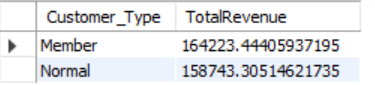 Customer_Type TotalRevenue
Member 164223.44405937195
Normal 158743.30514621735